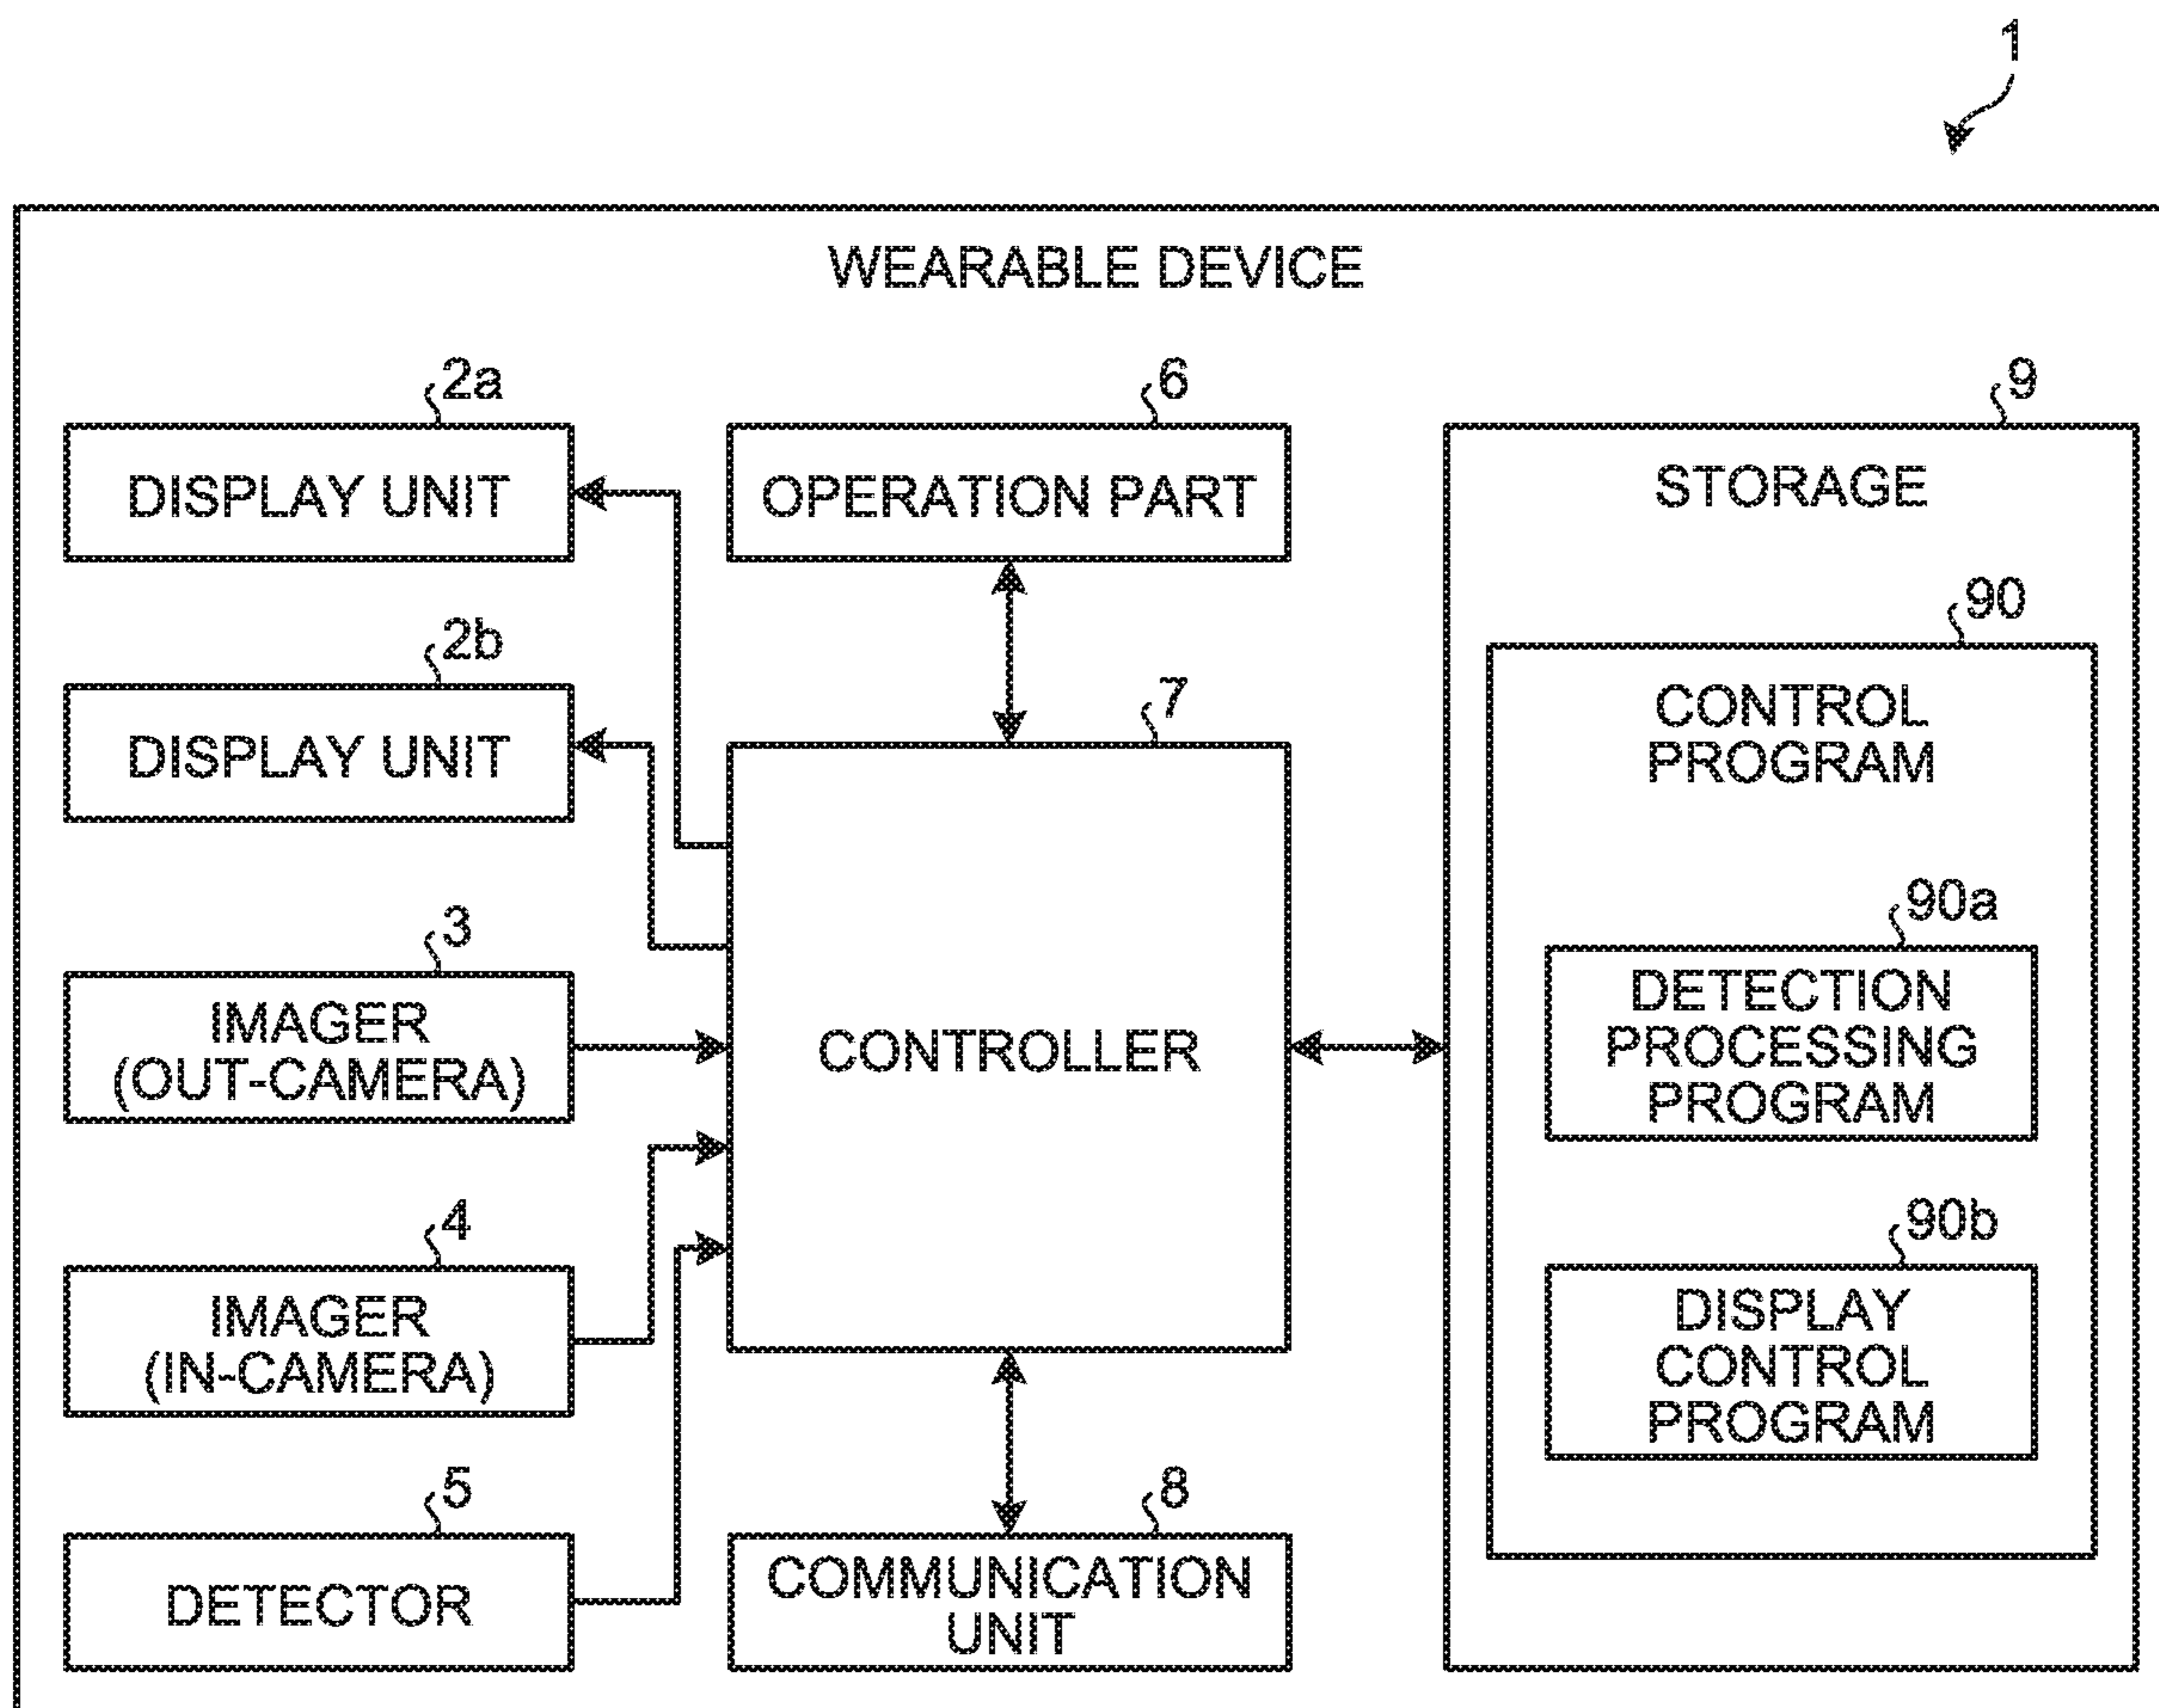 1
WEARABLE DEVICE
2a
DISPLAY UNIT
2b
DISPLAY UNIT
3
IMAGER
(OUT-CAMERA)
4
IMAGER
(IN-CAMERA)
5
DETECTOR
6
OPERATION PART
7
CONTROLLER
8
COMMUNICATION
UNIT
9
STORAGE
90
CONTROL
PROGRAM
90a
DETECTION
PROCESSING
PROGRAM
90b
DISPLAY
CONTROL
PROGRAM